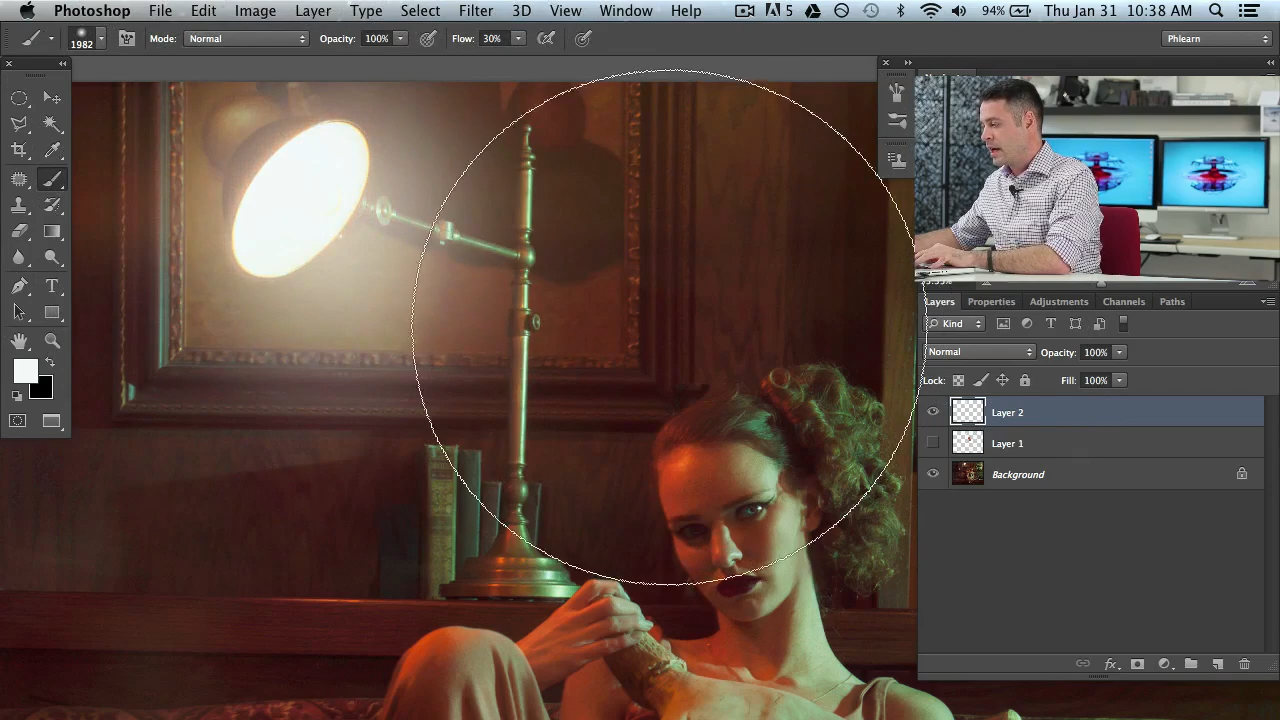 Photoshop File Edit Image Layer Type Select Filter 3D View Window Help 5 94% Thu Jan 31 10:38 AM
1982 Mode: Normal Opacity: 100% Flow: 30% Phlearn
Layers Properties Adjustments Channels Paths
Kind T
Normal Opacity: 100%
Lock: Fill: 100%
Layer 2
Layer 1
Background
fx